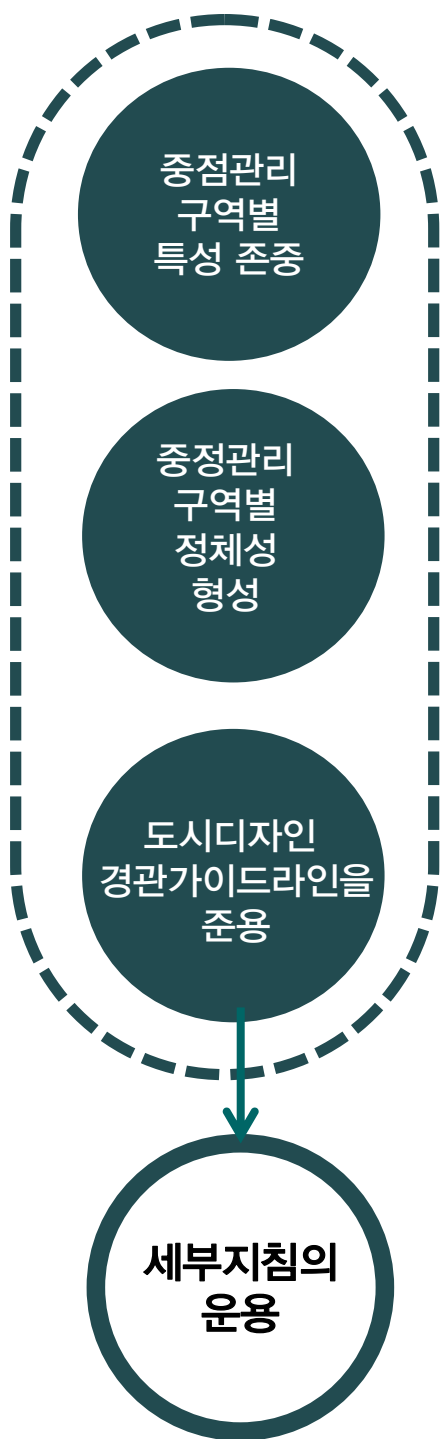 중점관리
구역별
특성 존중
중정관리
구역별
정체성
형성
도시디자인
경관가이드라인을
준용
세부지침의
운용